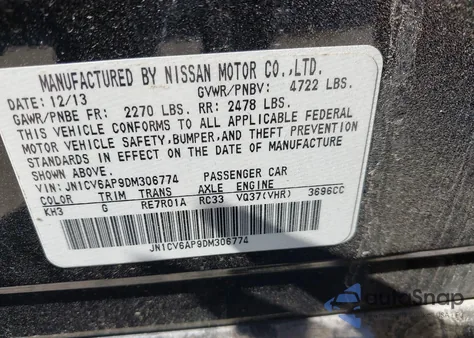 MANUFACTURED BY NISSAN MOTOR CO.,LTD.
DATE: 12/13 GVWR/PNBV: 4722 LBS.
GAWR/PNBE FR: 2270 LBS. RR: 2478 LBS.
THIS VEHICLE CONFORMS TO ALL APPLICABLE FEDERAL
MOTOR VEHICLE SAFETY,BUMPER,AND THEFT PREVENTION
STANDARDS IN EFFECT ON THE DATE OF MANUFACTURE
SHOWN ABOVE.
VIN: JN1CV6AP9DM306774 PASSENGER CAR
COLOR TRIM TRANS AXLE ENGINE
KH3 G RE7R01A RC33 VQ37(VHR) 3696CC
JN1CV6AP9DM306774
autoSnap